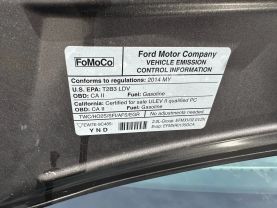 FoMoCo
Ford Motor Company
VEHICLE EMISSION
CONTROL INFORMATION
Conforms to regulations: 2014 MY
U.S. EPA: T2B3 LDV Fuel: Gasoline
OBD: CA II Fuel: Gasoline
California: Certified for sale ULEV II qualified PC
OBD: CA II Fuel: Gasoline
TWC/HO2S/SFI/AFS/EGR No adjustments needed.
Y N D